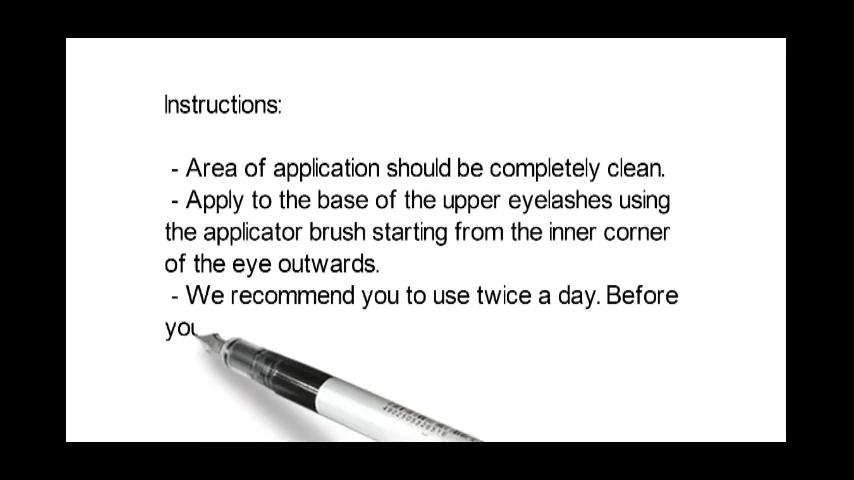 Instructions:
- Area of application should be completely clean.
- Apply to the base of the upper eyelashes using
the applicator brush starting from the inner corner
of the eye outwards.
- We recommend you to use twice a day. Before
you